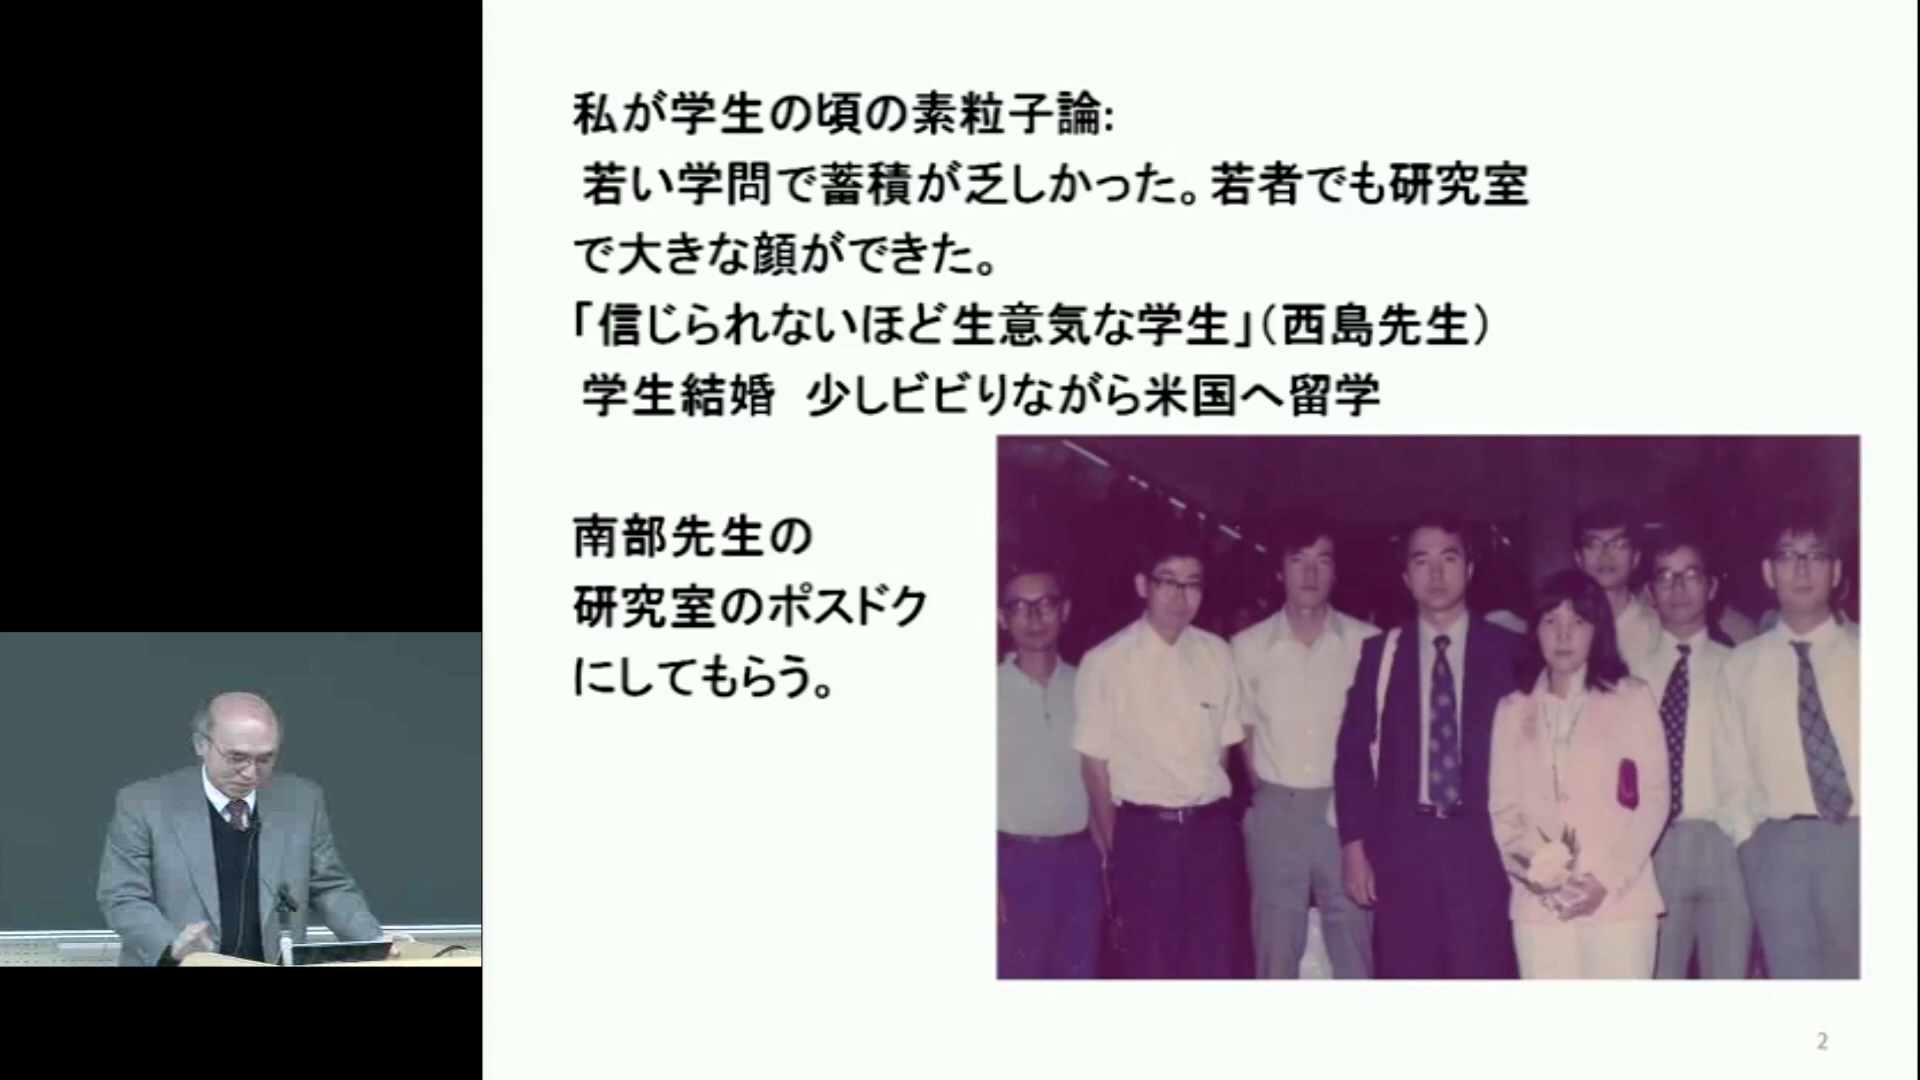 私が学生の頃の素粒子論:
若い学問で蓄積が乏しかった。若者でも研究室
で大きな顔ができた。
「信じられないほど生意気な学生」（西島先生）
学生結婚　少しビビりながら米国へ留学
南部先生の
研究室のポスドク
にしてもらう。
2